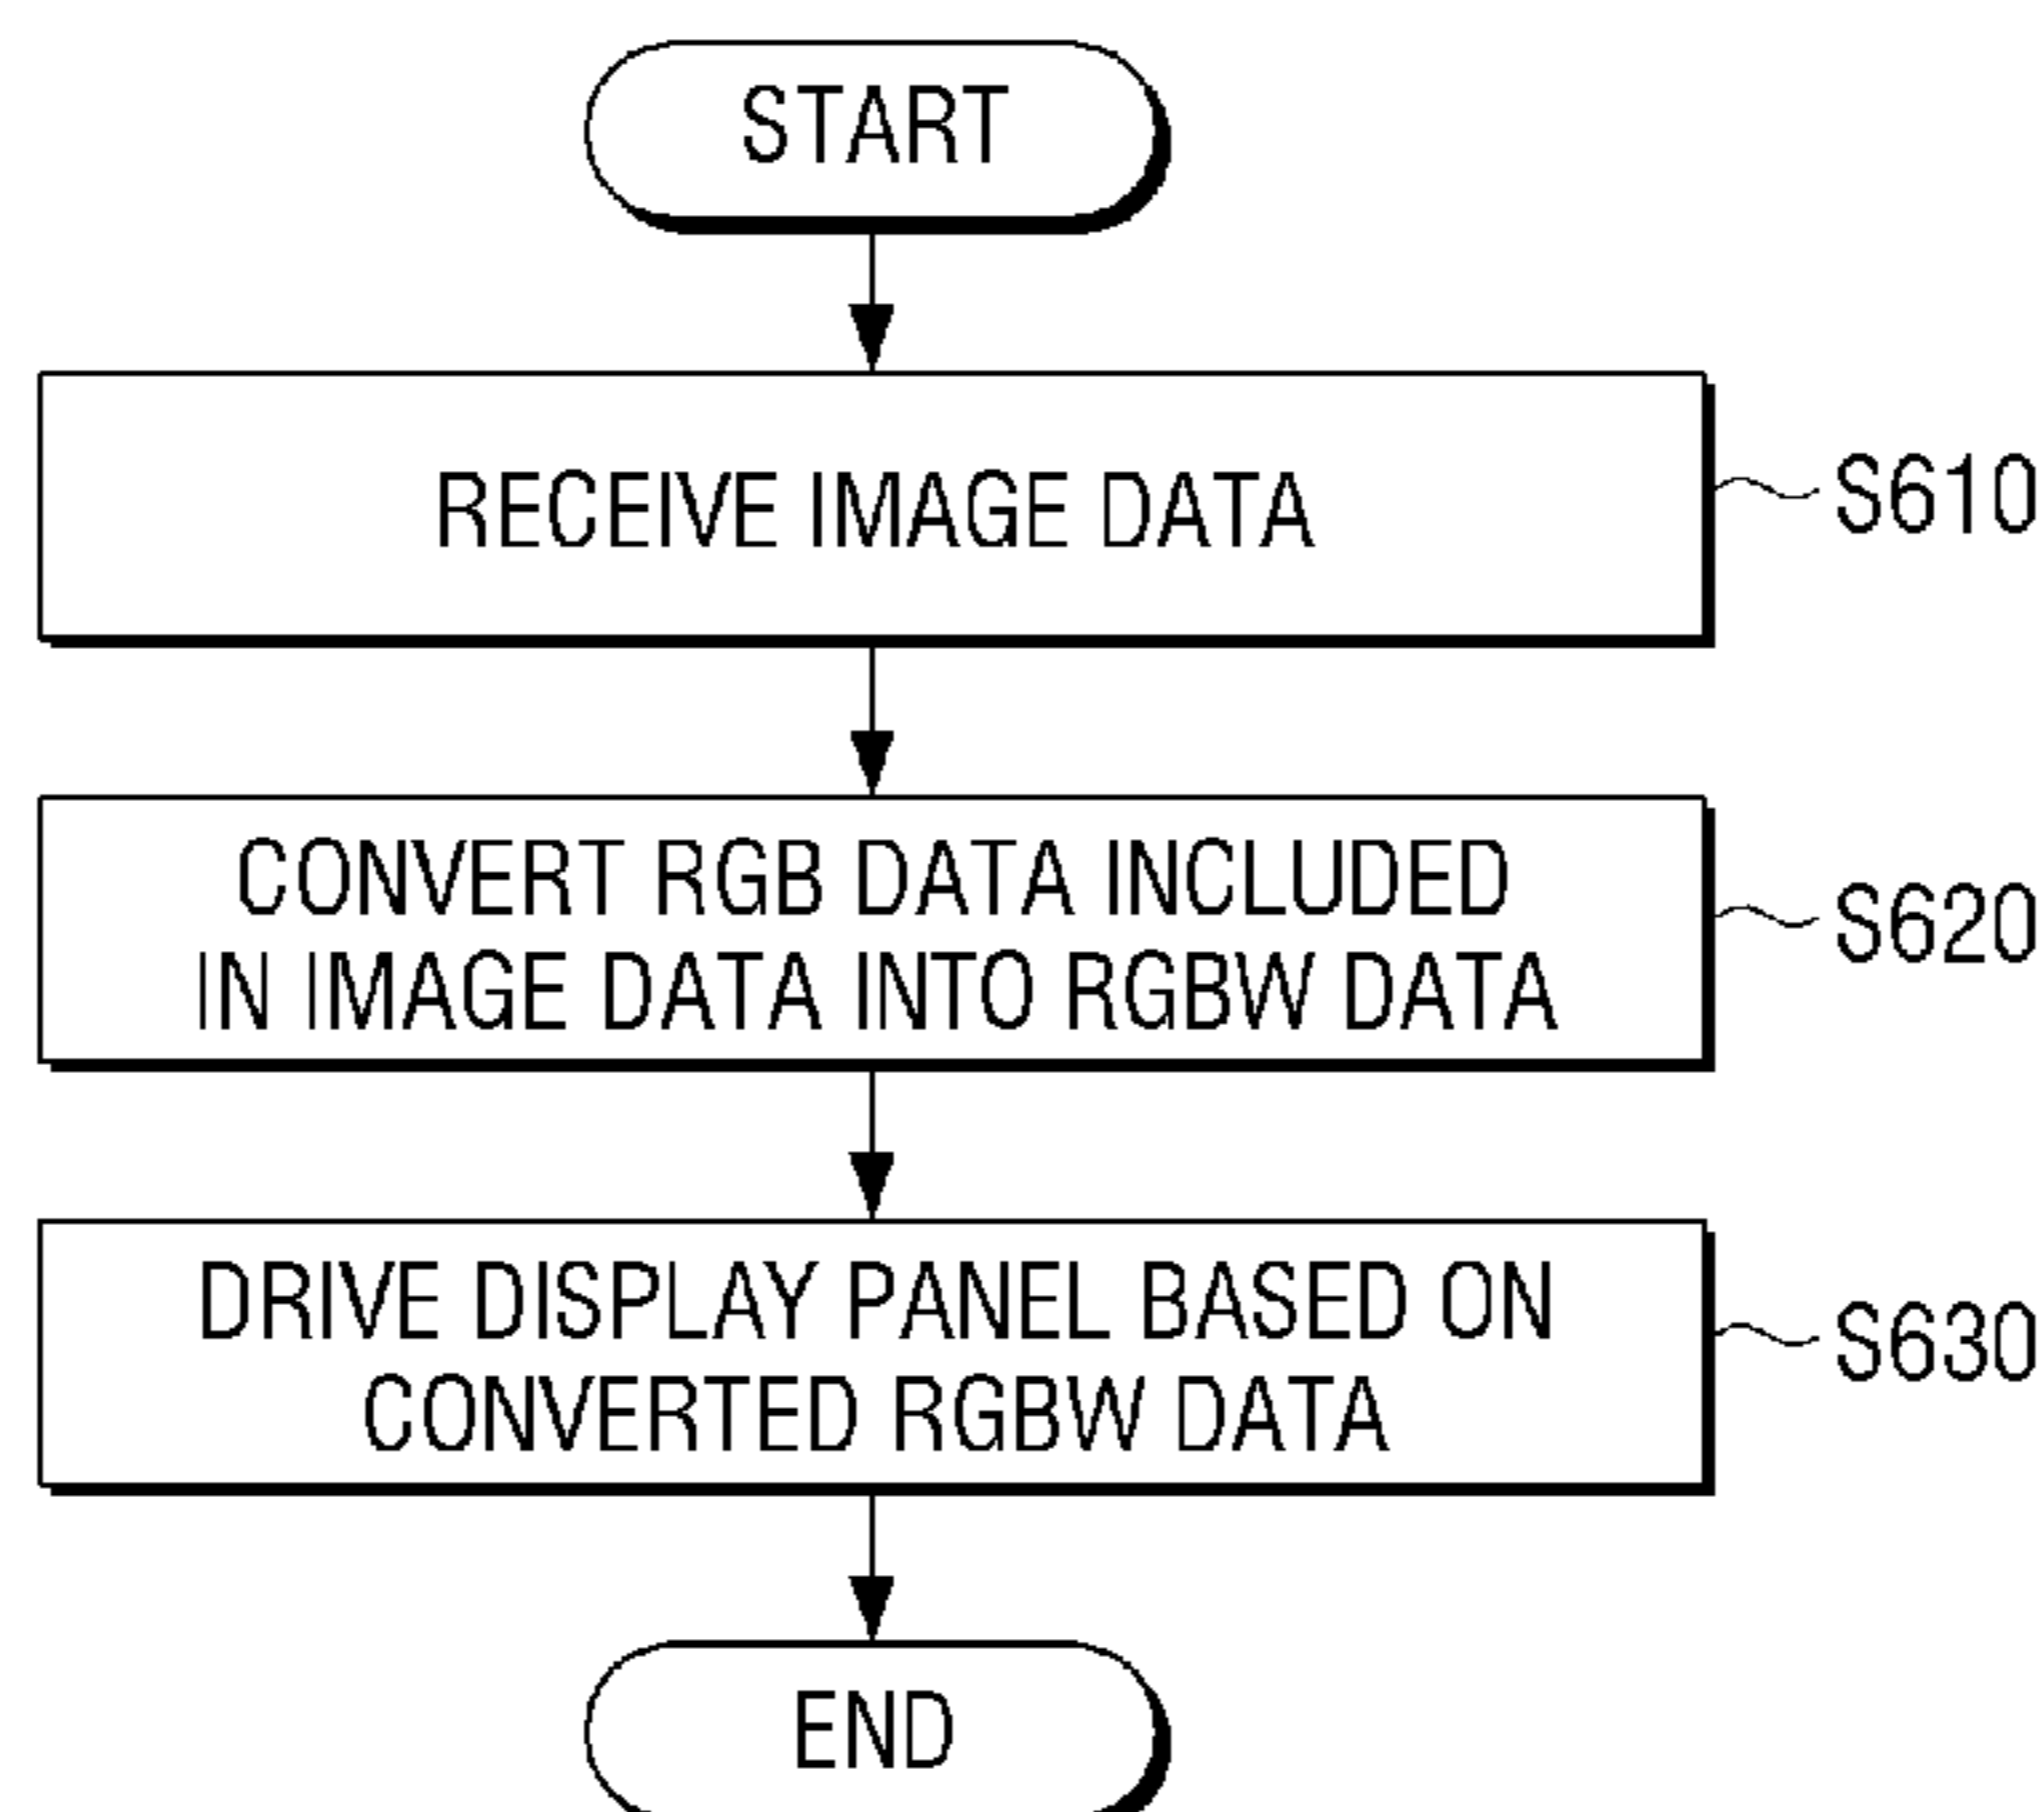 START
RECEIVE IMAGE DATA
S610
CONVERT RGB DATA INCLUDED
IN IMAGE DATA INTO RGBW DATA
S620
DRIVE DISPLAY PANEL BASED ON
CONVERTED RGBW DATA
S630
END